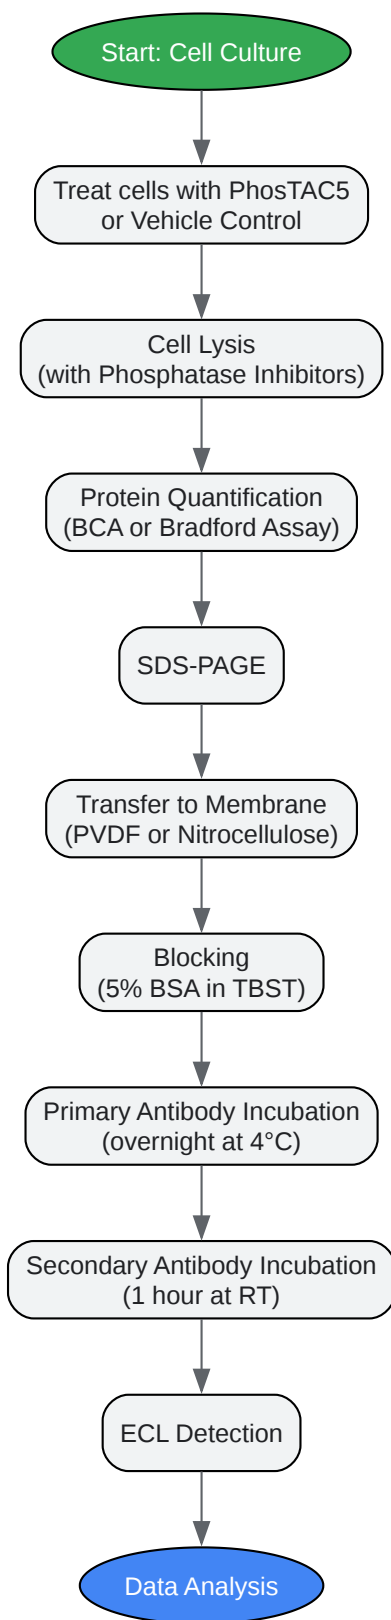 Start: Cell Culture
Treat cells with PhosTAC5
or Vehicle Control
Cell Lysis
(with Phosphatase Inhibitors)
Protein Quantification
(BCA or Bradford Assay)
SDS-PAGE
Transfer to Membrane
(PVDF or Nitrocellulose)
Blocking
(5% BSA in TBST)
Primary Antibody Incubation
(overnight at 4°C)
Secondary Antibody Incubation
(1 hour at RT)
ECL Detection
Data Analysis